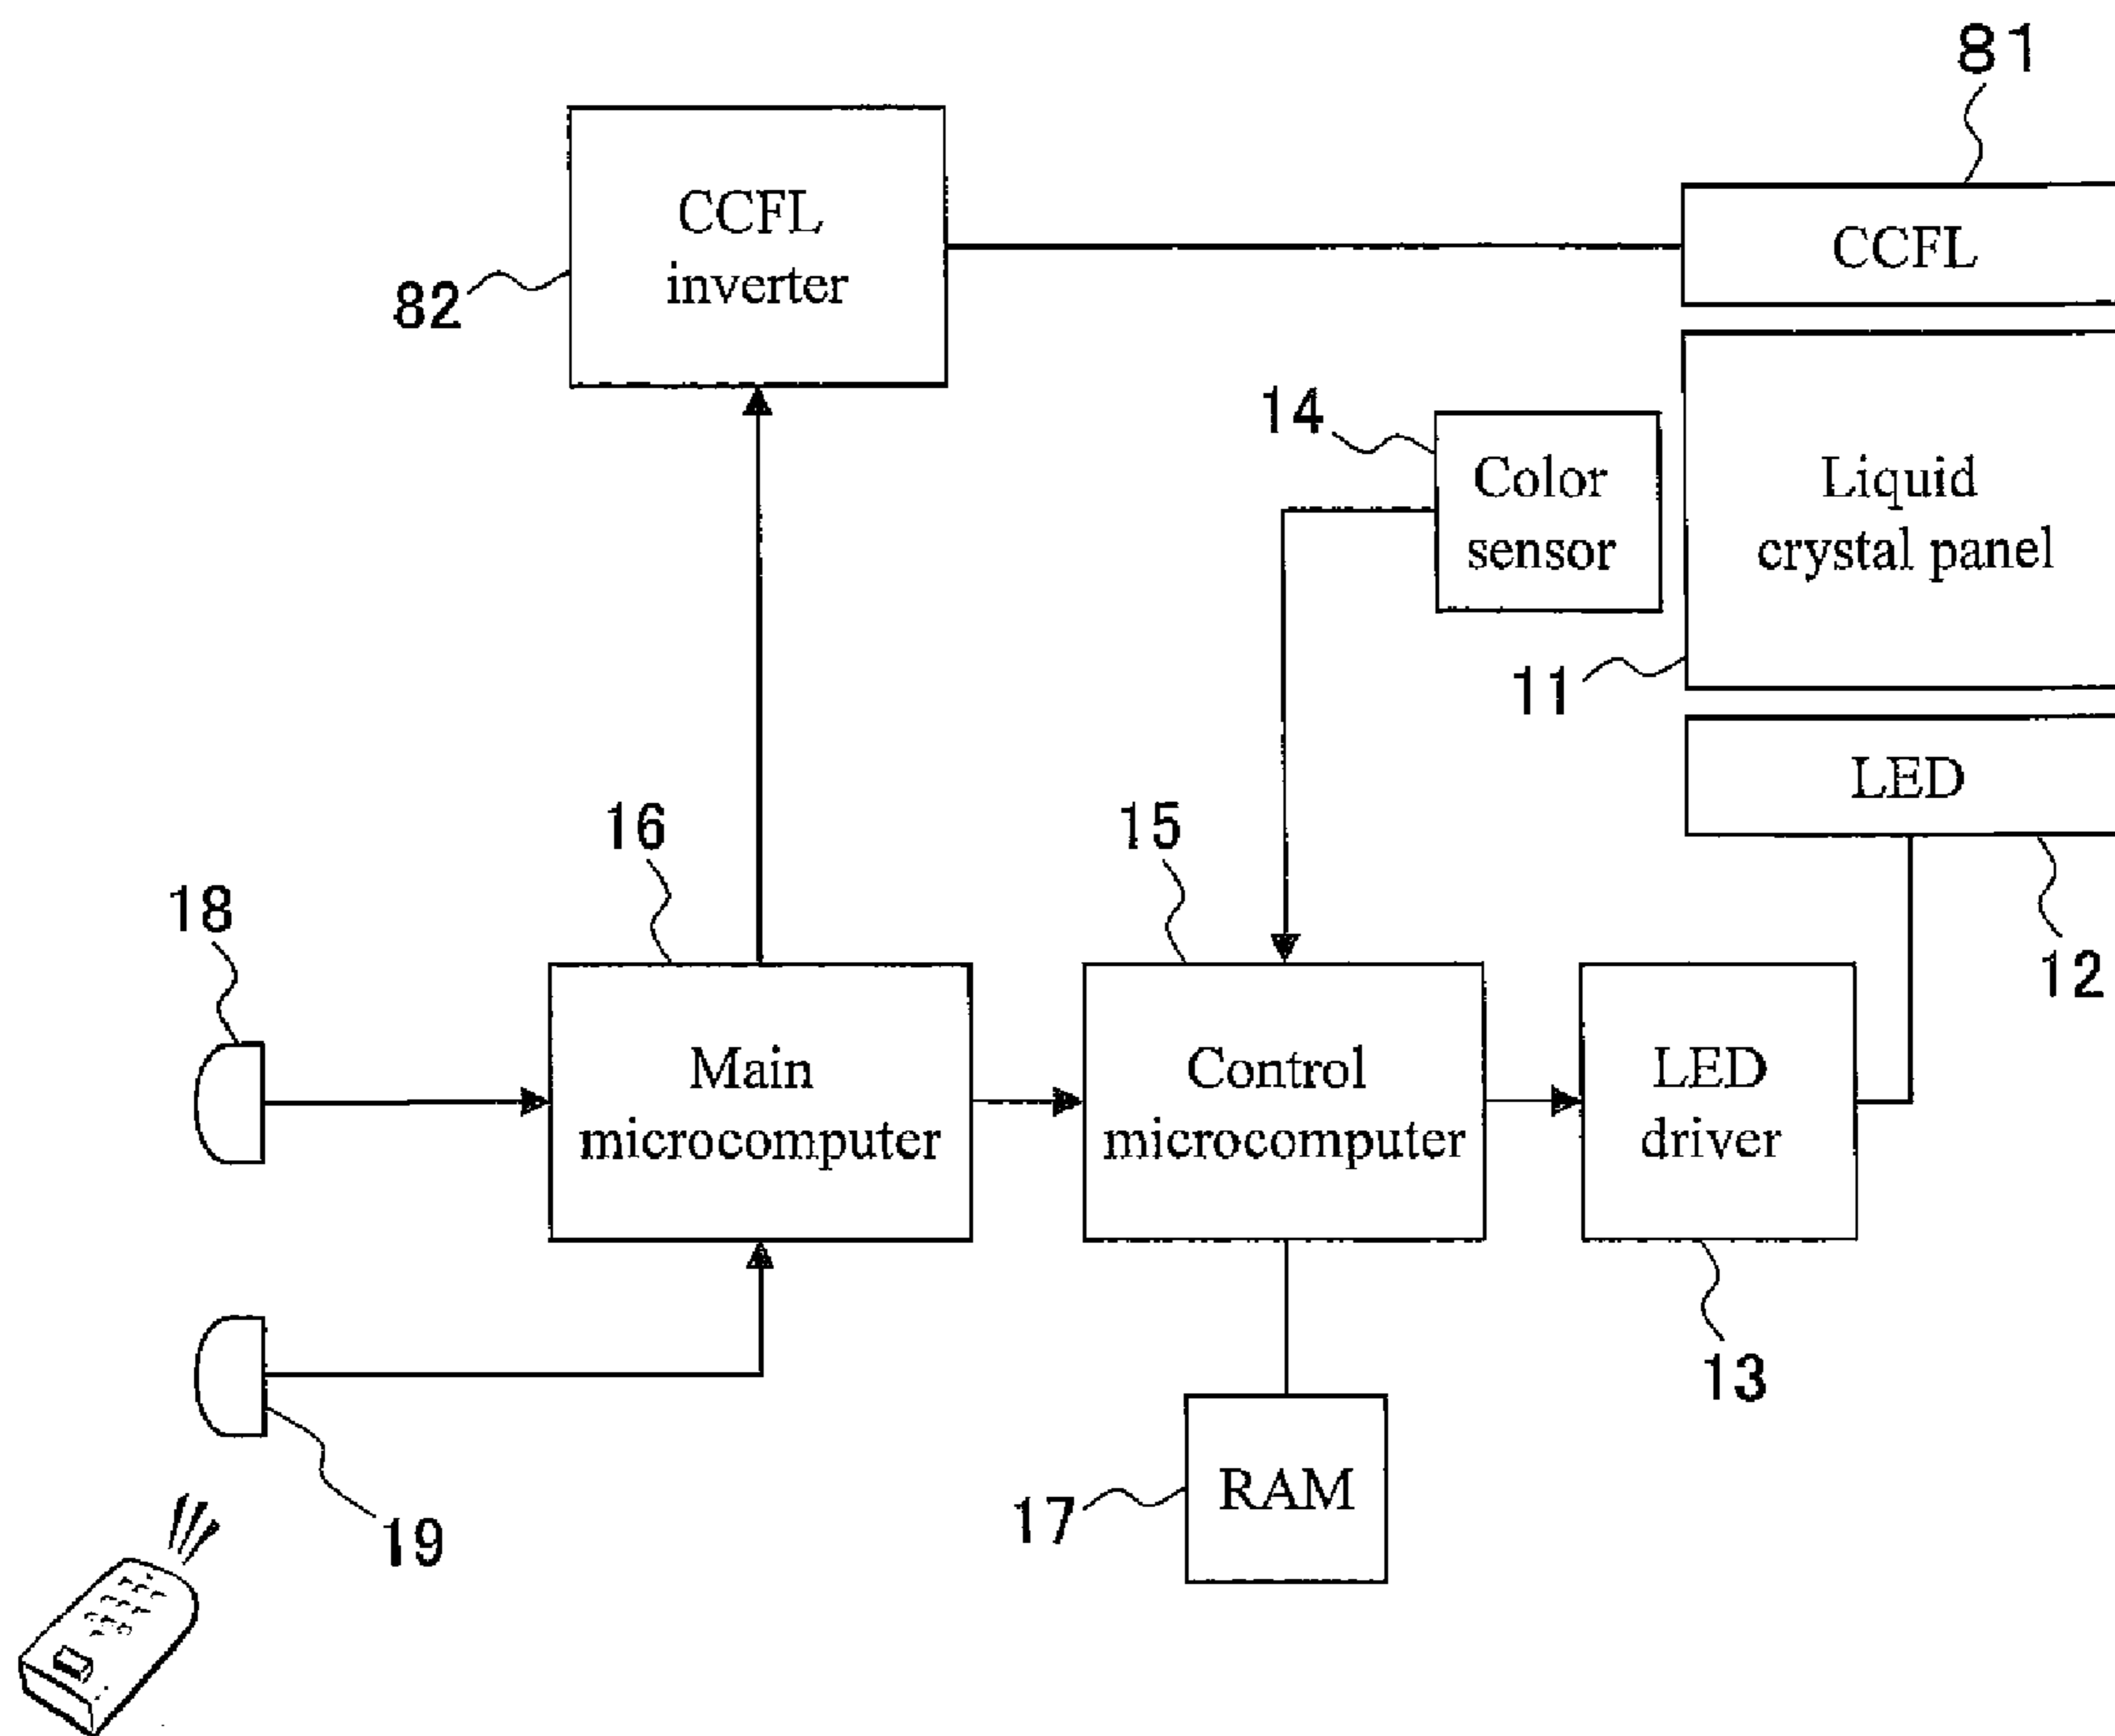 81
CCFL
inverter
82
CCFL
14
Color
sensor
Liquid
crystal panel
11
LED
16
15
18
12
Main
microcomputer
Control
microcomputer
LED
driver
13
RAM
17
19